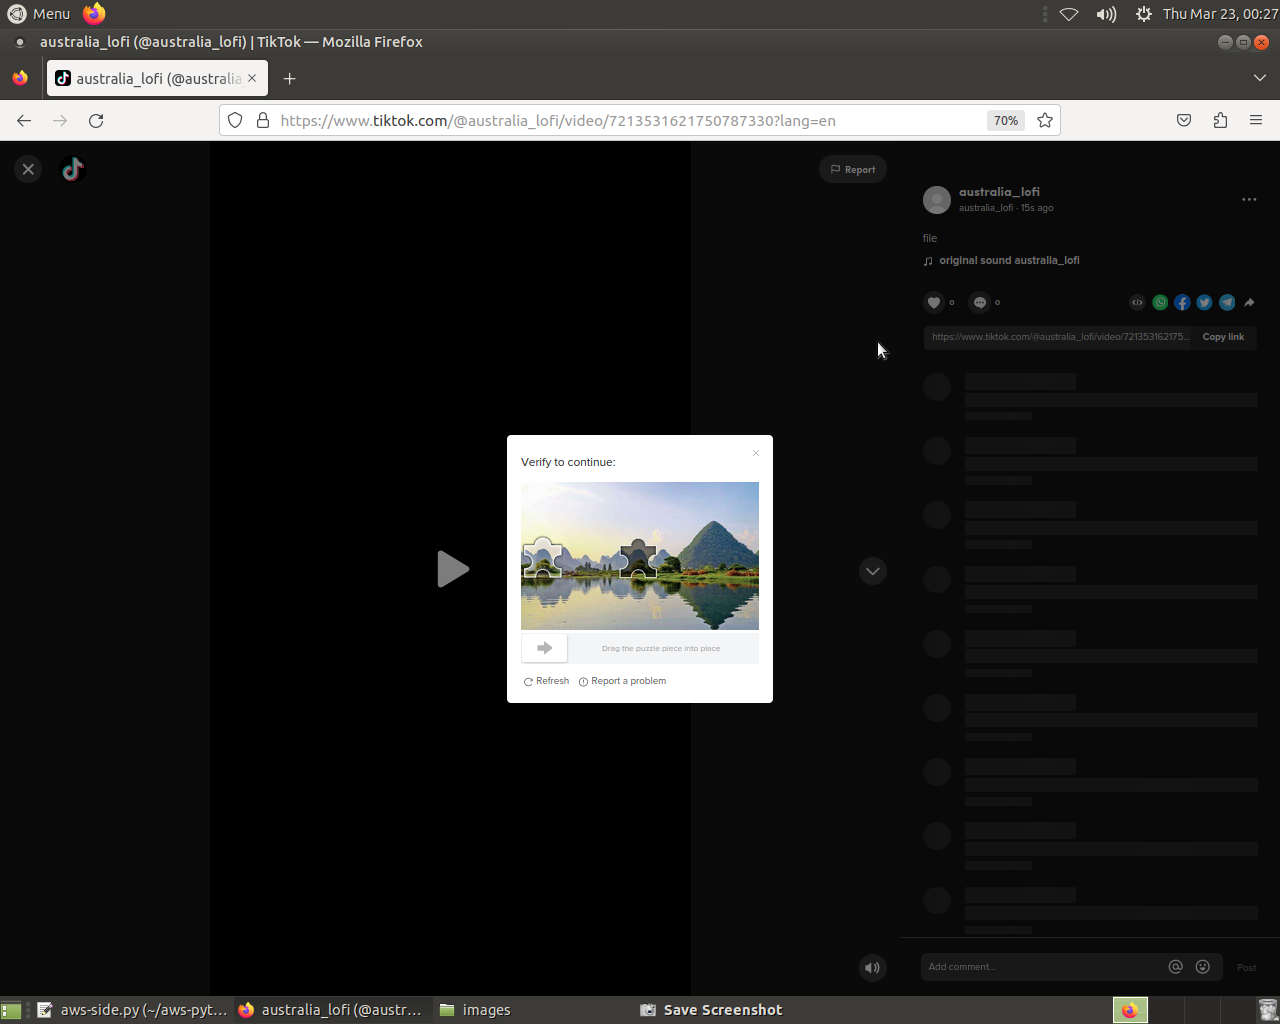 Menu
Thu Mar 23, 00:27
australia_lofi (@australia_lofi) | TikTok — Mozilla Firefox
australia_lofi (@australia
https://www.tiktok.com/@australia_lofi/video/7213531621750787330?lang=en
70%
Report
australia_lofi
australia_lofi · 15s ago
file
original sound australia_lofi
0
0
https://www.tiktok.com/@australia_lofi/video/721353162175...
Copy link
Verify to continue:
Drag the puzzle piece into place
Refresh
Report a problem
Add comment...
Post
aws-side.py (~/aws-pyt...
australia_lofi (@austr...
images
Save Screenshot